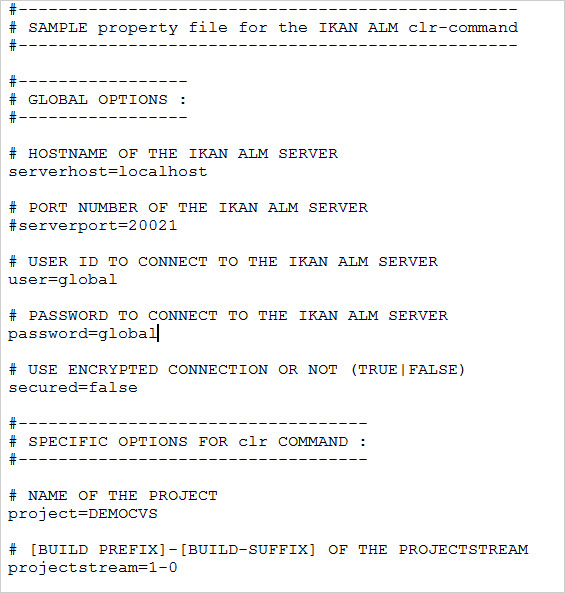 #--------------------------------------------------
# SAMPLE property file for the IKAN ALM clr-command
#--------------------------------------------------
#-----------------
# GLOBAL OPTIONS :
#-----------------
# HOSTNAME OF THE IKAN ALM SERVER
serverhost=localhost
# PORT NUMBER OF THE IKAN ALM SERVER
#serverport=20021
# USER ID TO CONNECT TO THE IKAN ALM SERVER
user=global
# PASSWORD TO CONNECT TO THE IKAN ALM SERVER
password=global
# USE ENCRYPTED CONNECTION OR NOT (TRUE|FALSE)
secured=false
#-----------------------------------
# SPECIFIC OPTIONS FOR clr COMMAND :
#-----------------------------------
# NAME OF THE PROJECT
project=DEMOCVS
# [BUILD PREFIX]-[BUILD-SUFFIX] OF THE PROJECTSTREAM
projectstream=1-0